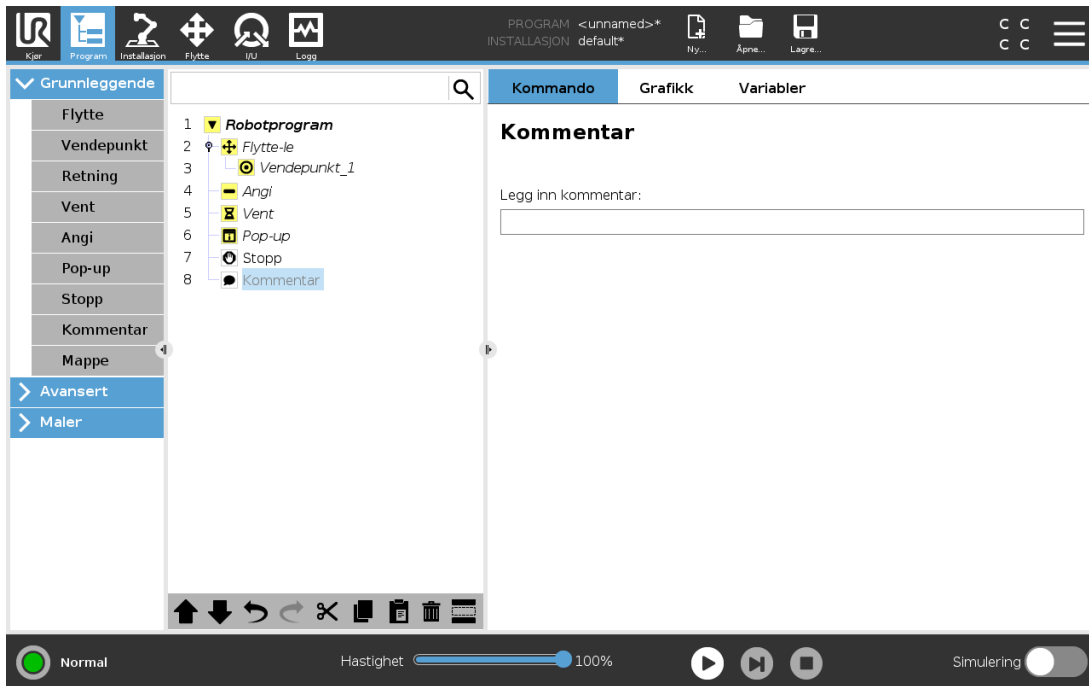 PROGRAM <unnamed>*
INSTALLASJON default*
C C
C C
Kjør
Program
Installasjon
Flytte
I/U
Logg
Ny...
Åpne...
Lagre...
Grunnleggende
Flytte
Vendepunkt
Retning
Vent
Angi
Pop-up
Stopp
Kommentar
Mappe
Avansert
Maler
1 Robotprogram
2 Flytte-le
3 Vendepunkt_1
4 Angi
5 Vent
6 Pop-up
7 Stopp
8 Kommentar
Kommando Grafikk Variabler
Kommentar
Legg inn kommentar:
Normal
Hastighet 100%
Simulering